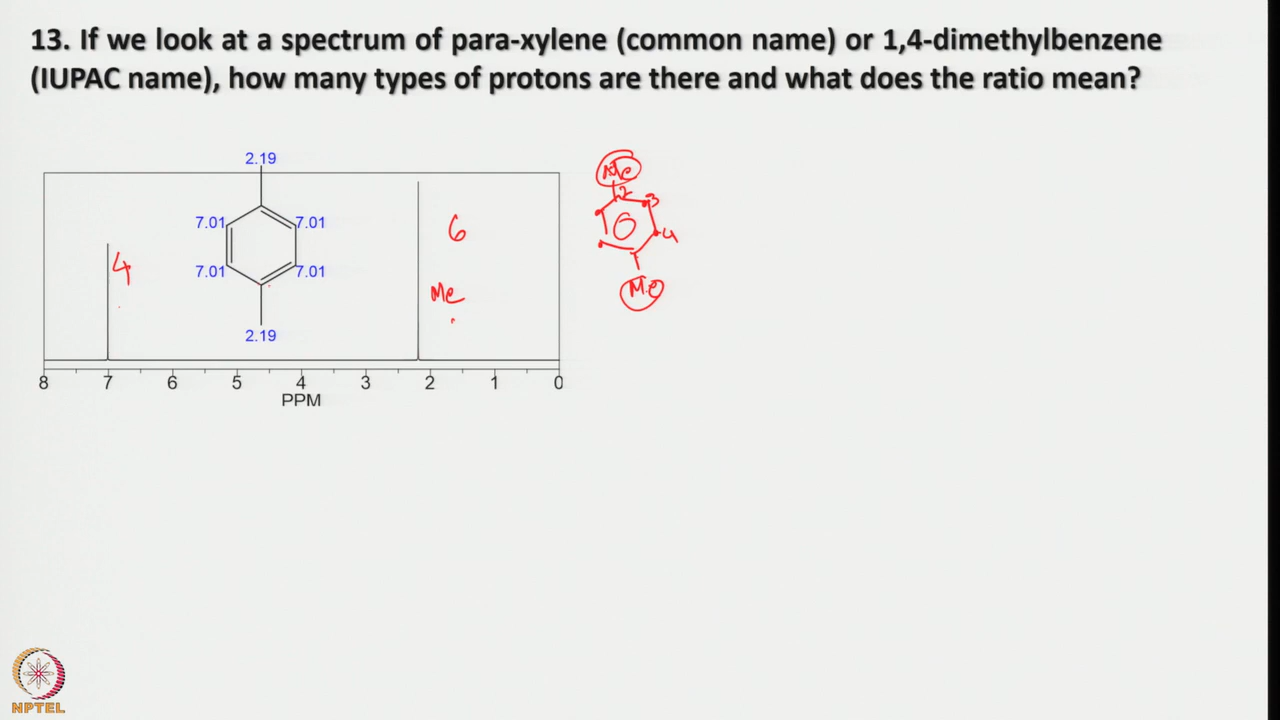 13. If we look at a spectrum of para-xylene (common name) or 1,4-dimethylbenzene
(IUPAC name), how many types of protons are there and what does the ratio mean?
2.19
7.01 7.01
7.01 7.01
2.19
4
6
Me
Me
2
3
4
Me
8 7 6 5 4 3 2 1 0
PPM
NPTEL